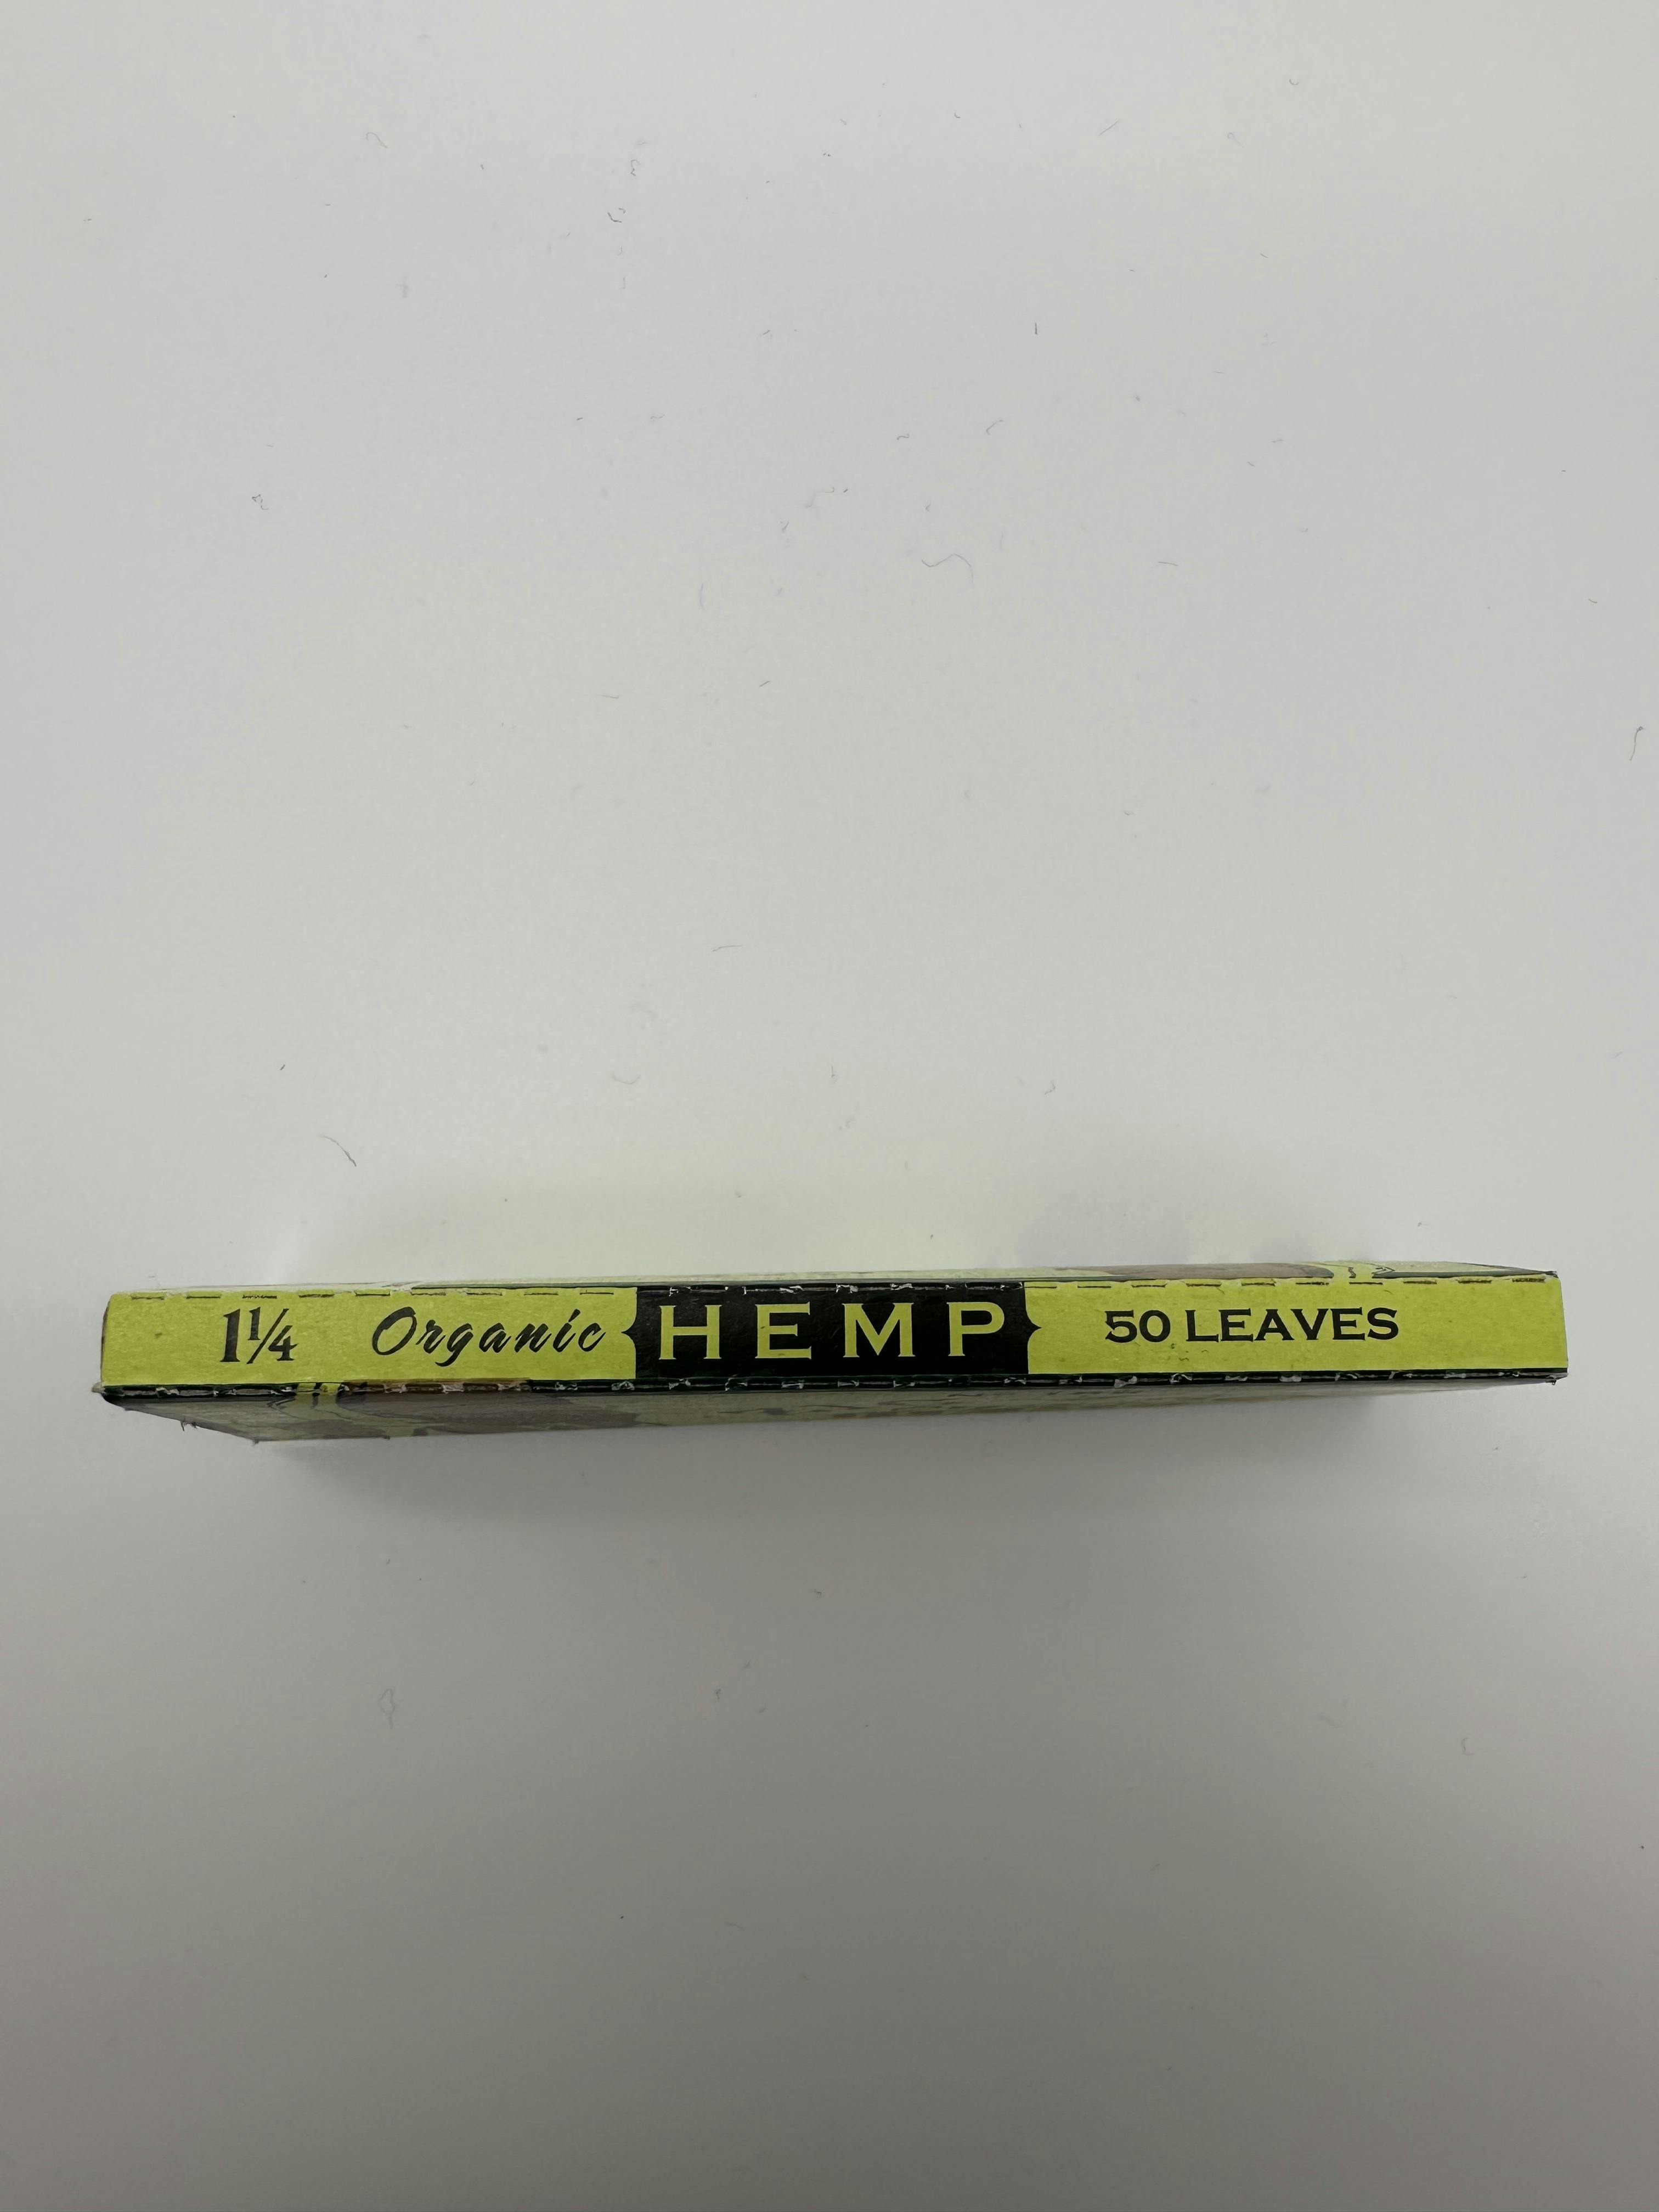 1¼ Organic HEMP 50 LEAVES